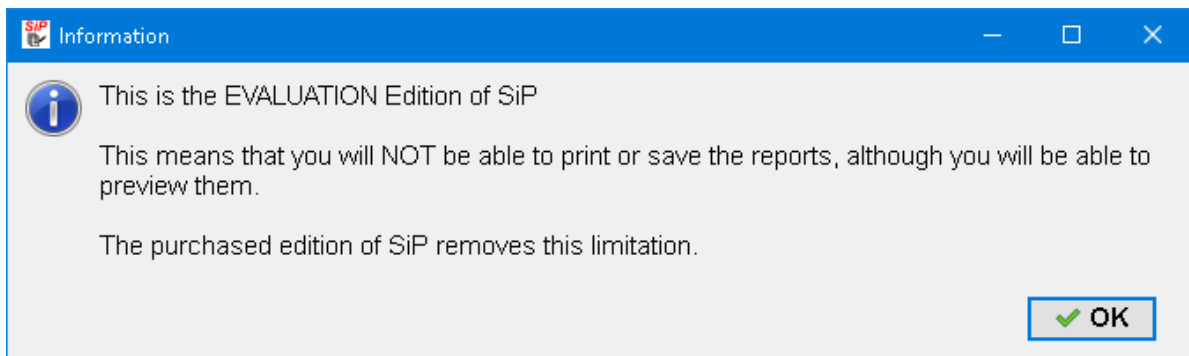 SiP
Information
This is the EVALUATION Edition of SiP
This means that you will NOT be able to print or save the reports, although you will be able to
preview them.
The purchased edition of SiP removes this limitation.
OK